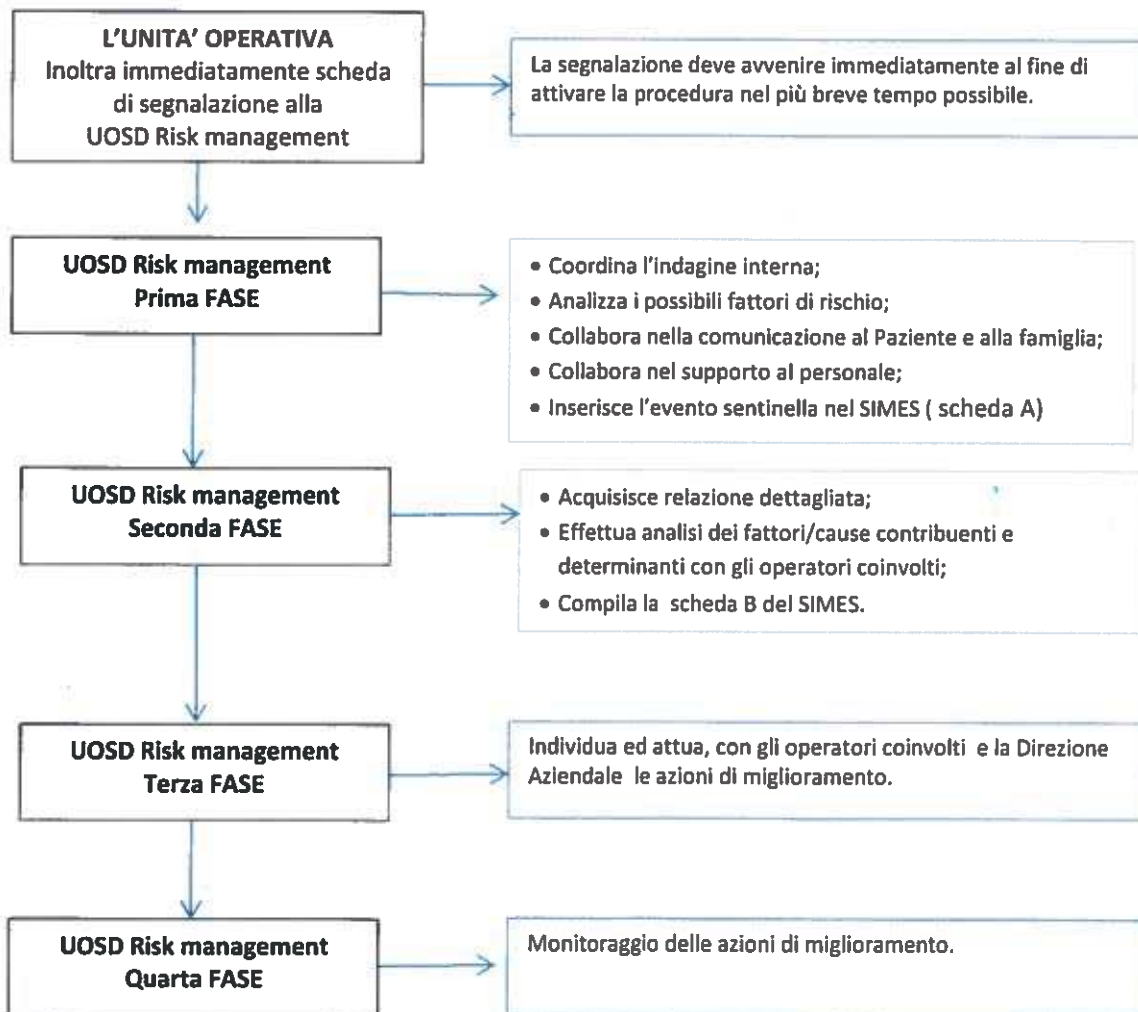 L'UNITA' OPERATIVA
Inoltra immediatamente scheda
di segnalazione alla
UOSD Risk management
La segnalazione deve avvenire immediatamente al fine di
attivare la procedura nel più breve tempo possibile.
UOSD Risk management
Prima FASE
• Coordina l'indagine interna;
• Analizza i possibili fattori di rischio;
• Collabora nella comunicazione al Paziente e alla famiglia;
• Collabora nel supporto al personale;
• Inserisce l'evento sentinella nel SIMES ( scheda A)
UOSD Risk management
Seconda FASE
• Acquisisce relazione dettagliata;
• Effettua analisi dei fattori/cause contribuenti e
determinanti con gli operatori coinvolti;
• Compila la scheda B del SIMES.
UOSD Risk management
Terza FASE
Individua ed attua, con gli operatori coinvolti e la Direzione
Aziendale le azioni di miglioramento.
UOSD Risk management
Quarta FASE
Monitoraggio delle azioni di miglioramento.